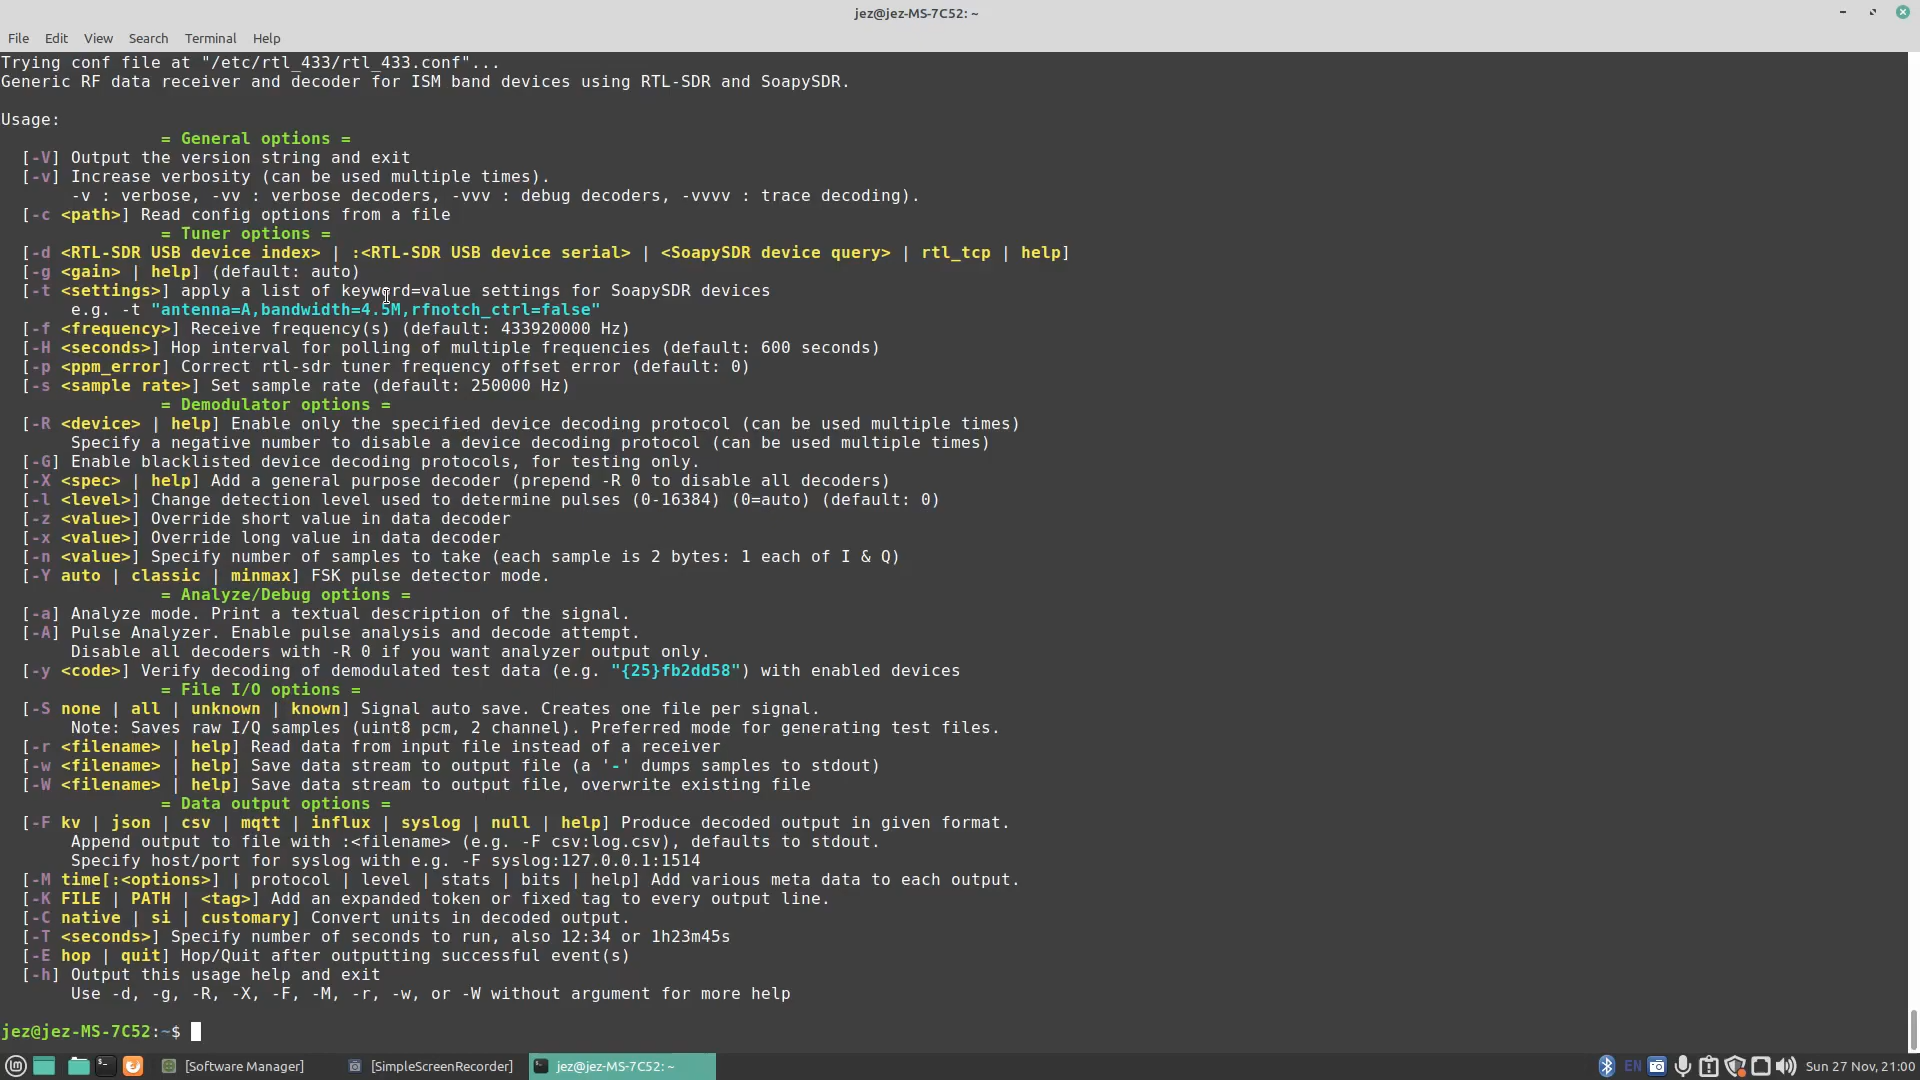 jez@jez-MS-7C52: ~
File Edit View Search Terminal Help
Trying conf file at "/etc/rtl_433/rtl_433.conf"...
Generic RF data receiver and decoder for ISM band devices using RTL-SDR and SoapySDR.
Usage:
= General options =
[-V] Output the version string and exit
[-v] Increase verbosity (can be used multiple times).
-v : verbose, -vv : verbose decoders, -vvv : debug decoders, -vvvv : trace decoding).
[-c <path>] Read config options from a file
= Tuner options =
[-d <RTL-SDR USB device index> | :<RTL-SDR USB device serial> | <SoapySDR device query> | rtl_tcp | help]
[-g <gain> | help] (default: auto)
[-t <settings>] apply a list of keyword=value settings for SoapySDR devices
e.g. -t "antenna=A,bandwidth=4.5M,rfnotch_ctrl=false"
[-f <frequency>] Receive frequency(s) (default: 433920000 Hz)
[-H <seconds>] Hop interval for polling of multiple frequencies (default: 600 seconds)
[-p <ppm_error] Correct rtl-sdr tuner frequency offset error (default: 0)
[-s <sample rate>] Set sample rate (default: 250000 Hz)
= Demodulator options =
[-R <device> | help] Enable only the specified device decoding protocol (can be used multiple times)
Specify a negative number to disable a device decoding protocol (can be used multiple times)
[-G] Enable blacklisted device decoding protocols, for testing only.
[-X <spec> | help] Add a general purpose decoder (prepend -R 0 to disable all decoders)
[-l <level>] Change detection level used to determine pulses (0-16384) (0=auto) (default: 0)
[-z <value>] Override short value in data decoder
[-x <value>] Override long value in data decoder
[-n <value>] Specify number of samples to take (each sample is 2 bytes: 1 each of I & Q)
[-Y auto | classic | minmax] FSK pulse detector mode.
= Analyze/Debug options =
[-a] Analyze mode. Print a textual description of the signal.
[-A] Pulse Analyzer. Enable pulse analysis and decode attempt.
Disable all decoders with -R 0 if you want analyzer output only.
[-y <code>] Verify decoding of demodulated test data (e.g. "{25}fb2dd58") with enabled devices
= File I/O options =
[-S none | all | unknown | known] Signal auto save. Creates one file per signal.
Note: Saves raw I/Q samples (uint8 pcm, 2 channel). Preferred mode for generating test files.
[-r <filename> | help] Read data from input file instead of a receiver
[-w <filename> | help] Save data stream to output file (a '-' dumps samples to stdout)
[-W <filename> | help] Save data stream to output file, overwrite existing file
= Data output options =
[-F kv | json | csv | mqtt | influx | syslog | null | help] Produce decoded output in given format.
Append output to file with :<filename> (e.g. -F csv:log.csv), defaults to stdout.
Specify host/port for syslog with e.g. -F syslog:127.0.0.1:1514
[-M time[:<options>] | protocol | level | stats | bits | help] Add various meta data to each output.
[-K FILE | PATH | <tag>] Add an expanded token or fixed tag to every output line.
[-C native | si | customary] Convert units in decoded output.
[-T <seconds>] Specify number of seconds to run, also 12:34 or 1h23m45s
[-E hop | quit] Hop/Quit after outputting successful event(s)
[-h] Output this usage help and exit
Use -d, -g, -R, -X, -F, -M, -r, -w, or -W without argument for more help
jez@jez-MS-7C52:~$
[Software Manager] [SimpleScreenRecorder] jez@jez-MS-7C52: ~ EN Sun 27 Nov, 21:00